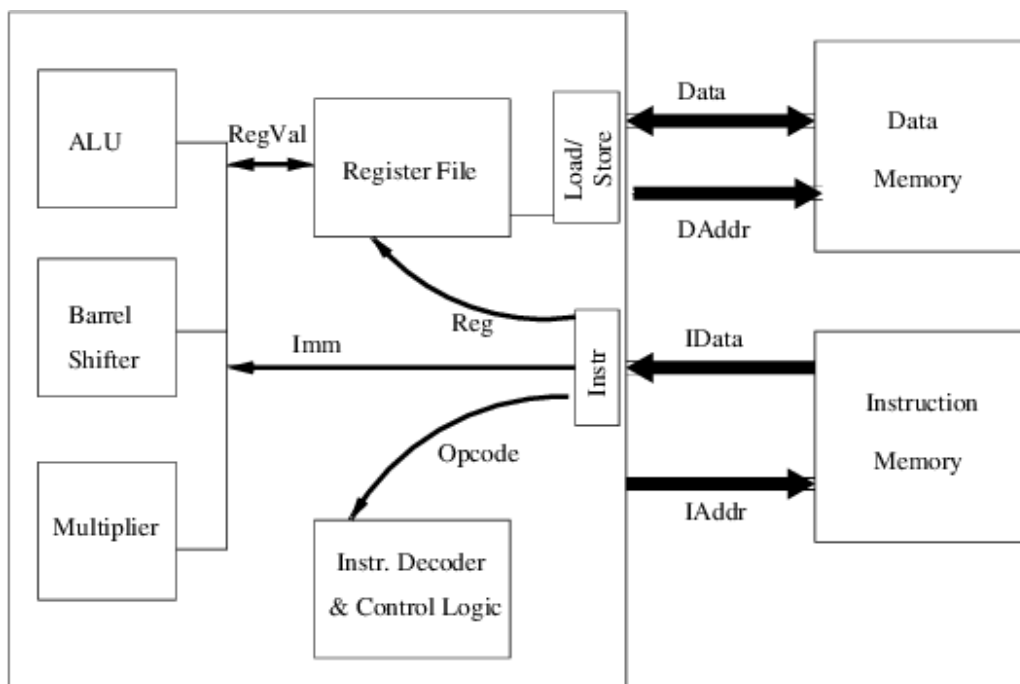 ALU
RegVal
Register File
Load/
Store
Data
DAddr
Data
Memory
Barrel
Shifter
Reg
Imm
Instr
IData
IAddr
Instruction
Memory
Opcode
Multiplier
Instr. Decoder
& Control Logic